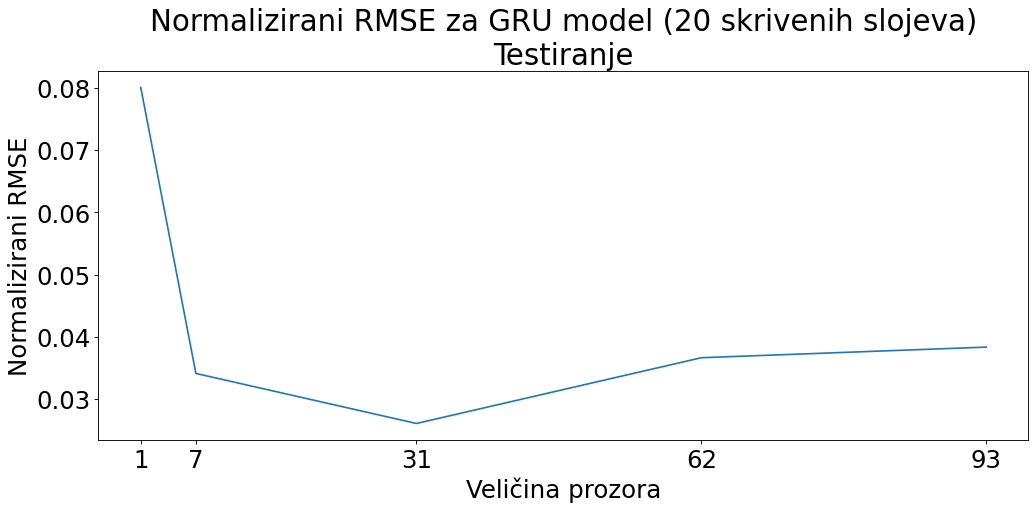 Normalizirani RMSE za GRU model (20 skrivenih slojeva)
Testiranje
Normalizirani RMSE
0.08
0.07
0.06
0.05
0.04
0.03
1 7 31 62 93
Veličina prozora